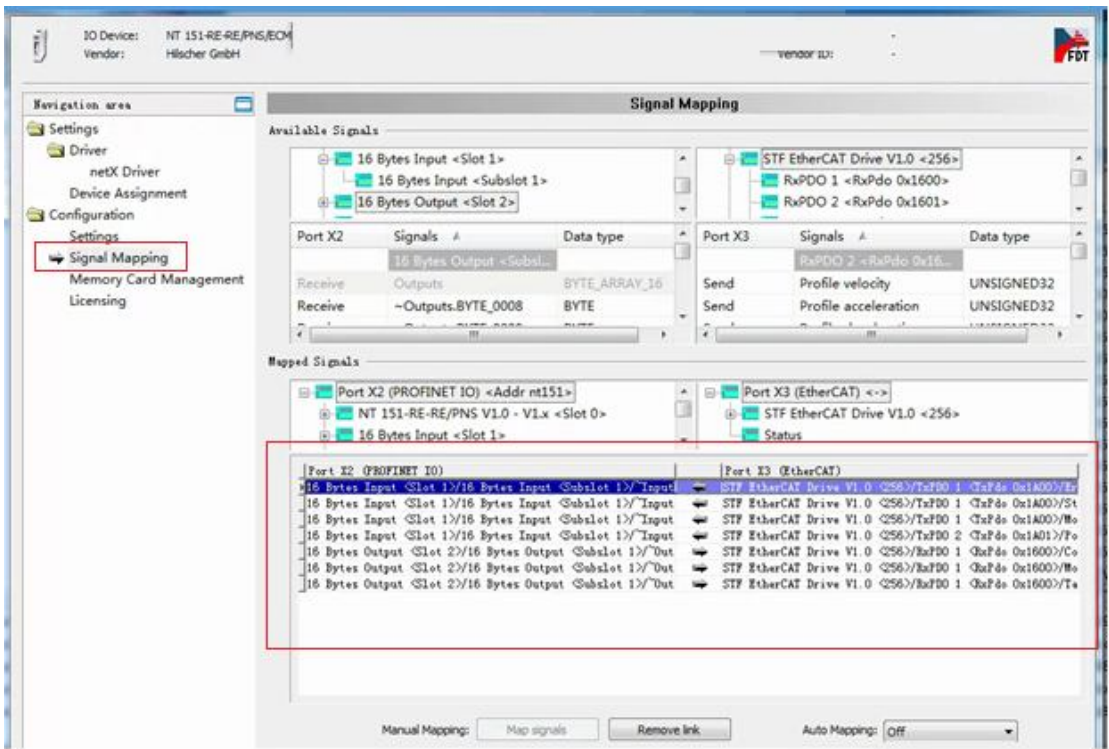 IO Device: NT 151-RE-RE/PNS/ECM
Vendor: Hilscher GmbH
Vendor ID: -
FDT
Navigation area
Settings
Driver
netX Driver
Device Assignment
Configuration
Settings
Signal Mapping
Memory Card Management
Licensing
Signal Mapping
Available Signals
16 Bytes Input <Slot 1>
16 Bytes Input <Subslot 1>
16 Bytes Output <Slot 2>
STF EtherCAT Drive V1.0 <256>
RxPDO 1 <RxPdo 0x1600>
RxPDO 2 <RxPdo 0x1601>
Port X2 Signals Data type
16 Bytes Output <Subsl...
Receive Outputs BYTE_ARRAY_16
Receive ~Outputs.BYTE_0008 BYTE
Port X3 Signals Data type
RxPDO 2 <RxPdo 0x16...
Send Profile velocity UNSIGNED32
Send Profile acceleration UNSIGNED32
Mapped Signals
Port X2 (PROFINET IO) <Addr nt151>
NT 151-RE-RE/PNS V1.0 - V1.x <Slot 0>
16 Bytes Input <Slot 1>
Port X3 (EtherCAT) <->
STF EtherCAT Drive V1.0 <256>
Status
Port X2 (PROFINET IO) Port X3 (EtherCAT)
16 Bytes Input <Slot 1>/16 Bytes Input <Subslot 1>/~Input STF EtherCAT Drive V1.0 <256>/TxPDO 1 <TxPdo 0x1A00>/Er
16 Bytes Input <Slot 1>/16 Bytes Input <Subslot 1>/~Input STF EtherCAT Drive V1.0 <256>/TxPDO 1 <TxPdo 0x1A00>/St
16 Bytes Input <Slot 1>/16 Bytes Input <Subslot 1>/~Input STF EtherCAT Drive V1.0 <256>/TxPDO 1 <TxPdo 0x1A00>/Mo
16 Bytes Input <Slot 1>/16 Bytes Input <Subslot 1>/~Input STF EtherCAT Drive V1.0 <256>/TxPDO 2 <TxPdo 0x1A01>/Po
16 Bytes Output <Slot 2>/16 Bytes Output <Subslot 1>/~Out STF EtherCAT Drive V1.0 <256>/RxPDO 1 <RxPdo 0x1600>/Co
16 Bytes Output <Slot 2>/16 Bytes Output <Subslot 1>/~Out STF EtherCAT Drive V1.0 <256>/RxPDO 1 <RxPdo 0x1600>/Mo
16 Bytes Output <Slot 2>/16 Bytes Output <Subslot 1>/~Out STF EtherCAT Drive V1.0 <256>/RxPDO 1 <RxPdo 0x1600>/Ta
Manual Mapping: Map signals Remove link Auto Mapping: Off